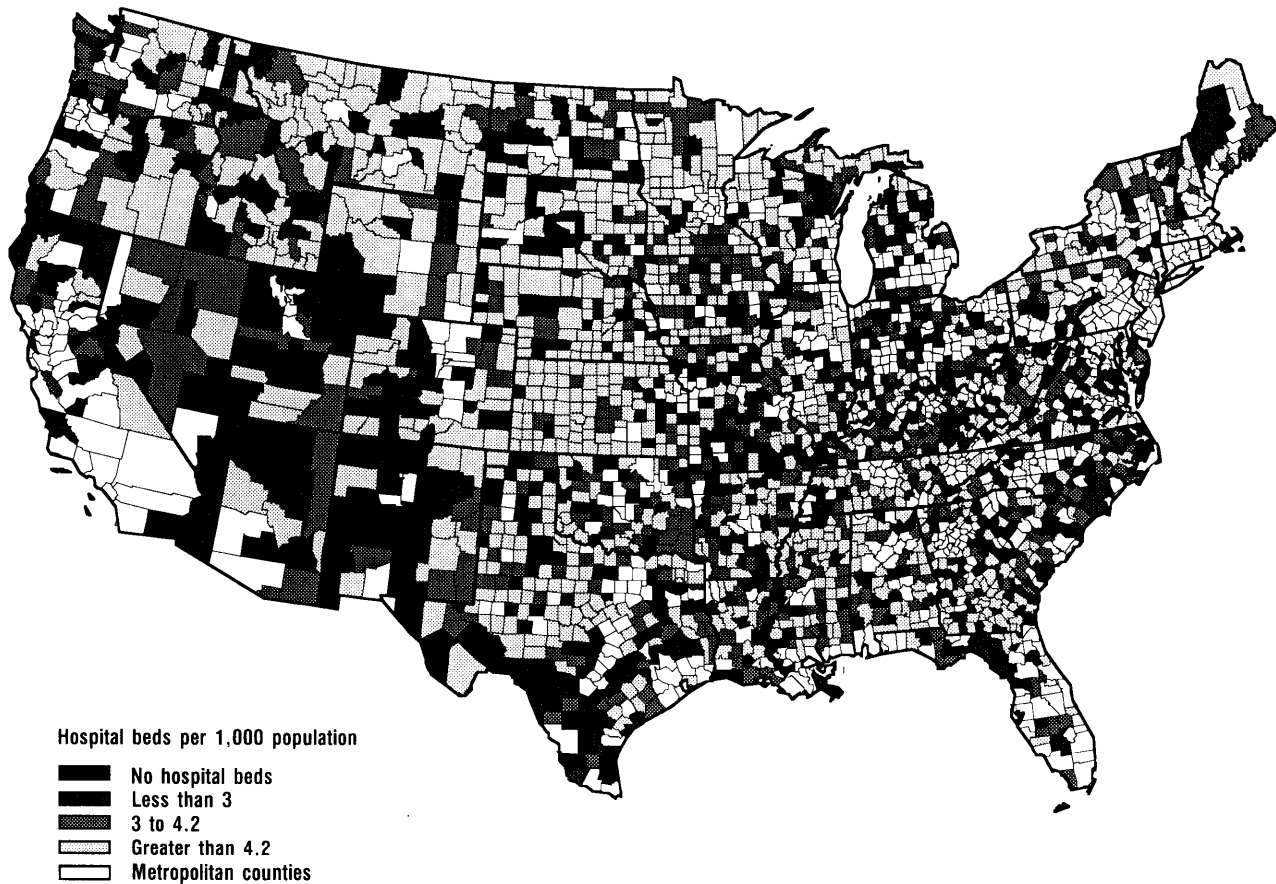 Hospital beds per 1,000 population
No hospital beds
Less than 3
3 to 4.2
Greater than 4.2
Metropolitan counties